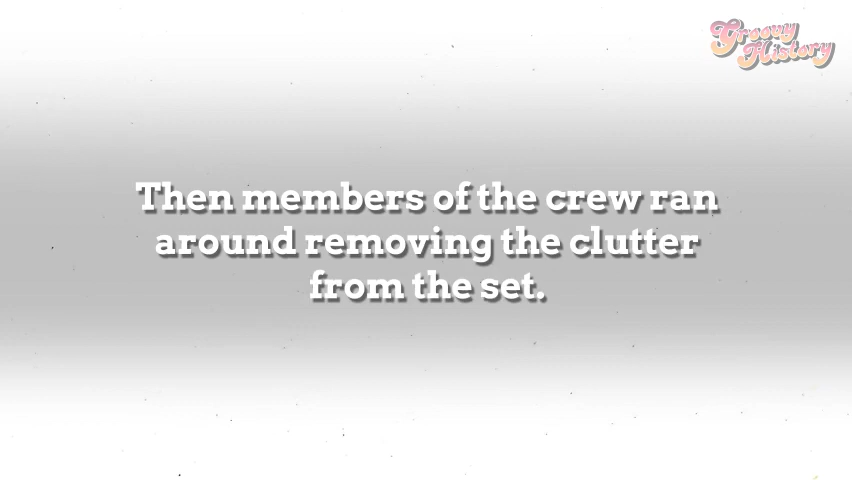 Groovy
History
Then members of the crew ran
around removing the clutter
from the set.